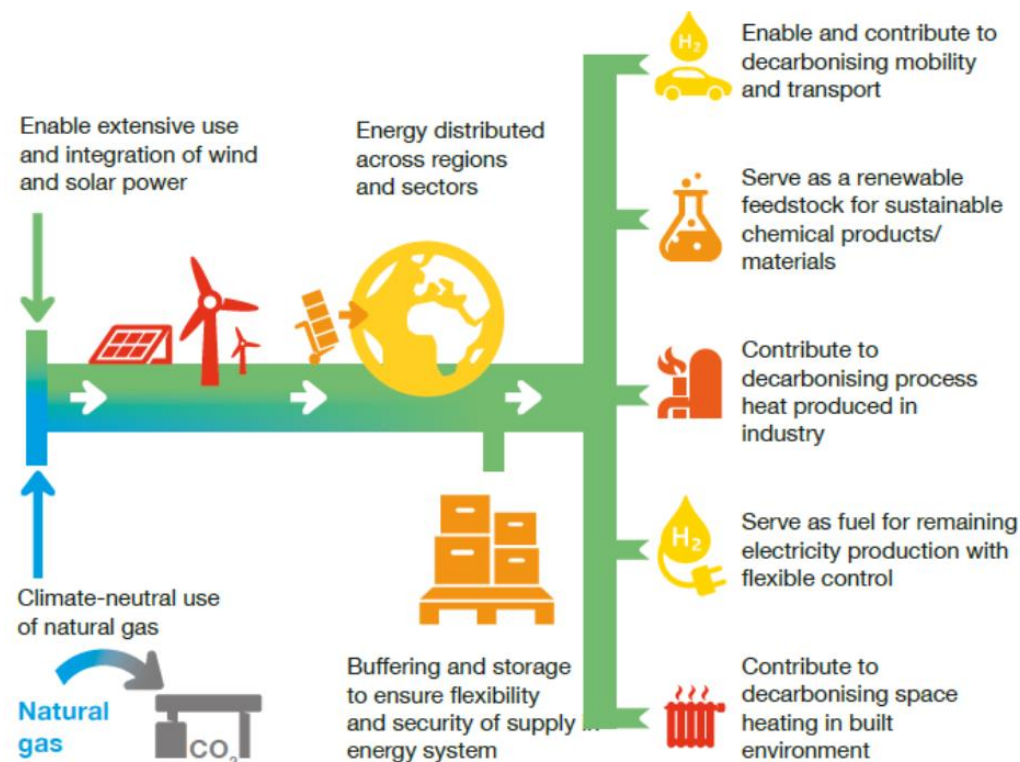 Enable extensive use
and integration of wind
and solar power
Energy distributed
across regions
and sectors
H2
Enable and contribute to
decarbonising mobility
and transport
Serve as a renewable
feedstock for sustainable
chemical products/
materials
Contribute to
decarbonising process
heat produced in
industry
H2
Serve as fuel for remaining
electricity production with
flexible control
Contribute to
decarbonising space
heating in built
environment
Climate-neutral use
of natural gas
Natural
gas
CO2
Buffering and storage
to ensure flexibility
and security of supply in
energy system